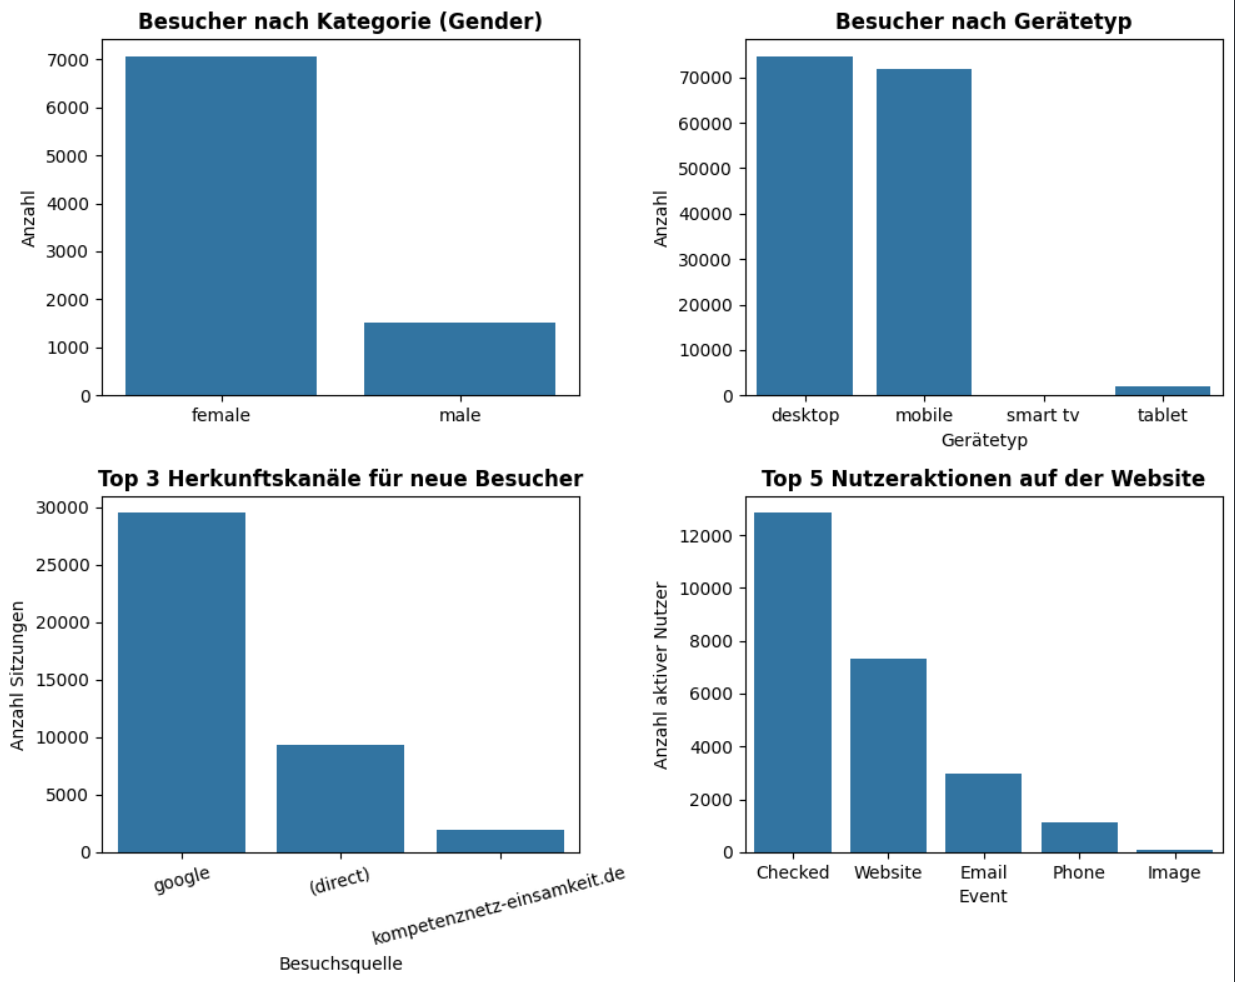 Besucher nach Kategorie (Gender)
Anzahl
7000
6000
5000
4000
3000
2000
1000
0
female
male
Besucher nach Gerätetyp
Anzahl
70000
60000
50000
40000
30000
20000
10000
0
desktop
mobile
smart tv
tablet
Gerätetyp
Top 3 Herkunftskanäle für neue Besucher
Anzahl Sitzungen
30000
25000
20000
15000
10000
5000
0
google
(direct)
kompetenznetz-einsamkeit.de
Besuchsquelle
Top 5 Nutzeraktionen auf der Website
Anzahl aktiver Nutzer
12000
10000
8000
6000
4000
2000
0
Checked
Website
Email
Phone
Image
Event